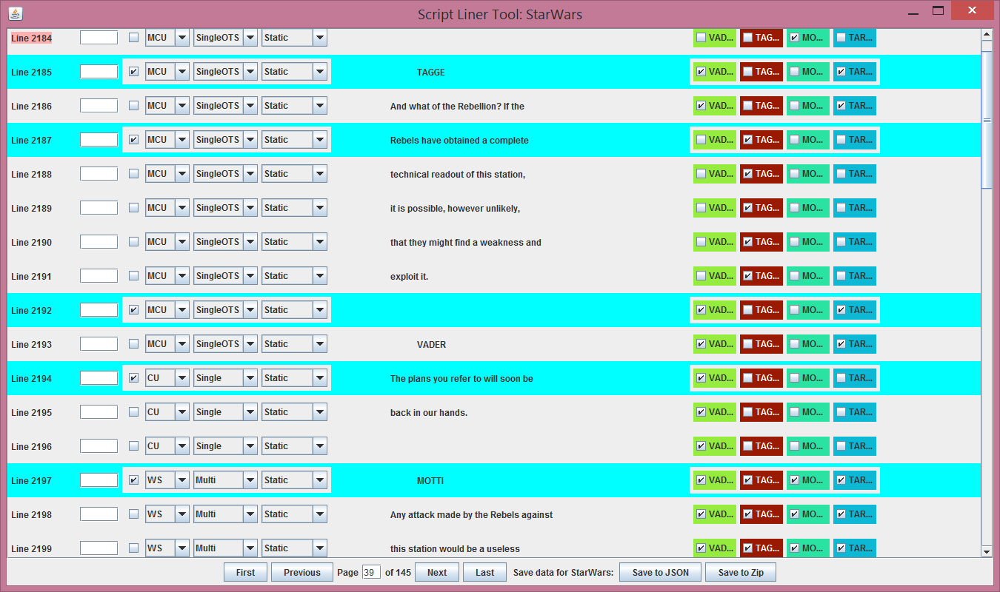 Script Liner Tool: StarWars
Line 2184 MCU SingleOTS Static VAD... TAG... MO... TAR...
Line 2185 MCU SingleOTS Static TAGGE VAD... TAG... MO... TAR...
Line 2186 MCU SingleOTS Static And what of the Rebellion? If the VAD... TAG... MO... TAR...
Line 2187 MCU SingleOTS Static Rebels have obtained a complete VAD... TAG... MO... TAR...
Line 2188 MCU SingleOTS Static technical readout of this station, VAD... TAG... MO... TAR...
Line 2189 MCU SingleOTS Static it is possible, however unlikely, VAD... TAG... MO... TAR...
Line 2190 MCU SingleOTS Static that they might find a weakness and VAD... TAG... MO... TAR...
Line 2191 MCU SingleOTS Static exploit it. VAD... TAG... MO... TAR...
Line 2192 MCU SingleOTS Static VAD... TAG... MO... TAR...
Line 2193 MCU SingleOTS Static VADER VAD... TAG... MO... TAR...
Line 2194 CU Single Static The plans you refer to will soon be VAD... TAG... MO... TAR...
Line 2195 CU Single Static back in our hands. VAD... TAG... MO... TAR...
Line 2196 CU Single Static VAD... TAG... MO... TAR...
Line 2197 WS Multi Static MOTTI VAD... TAG... MO... TAR...
Line 2198 WS Multi Static Any attack made by the Rebels against VAD... TAG... MO... TAR...
Line 2199 WS Multi Static this station would be a useless VAD... TAG... MO... TAR...
First Previous Page 39 of 145 Next Last Save data for StarWars: Save to JSON Save to Zip